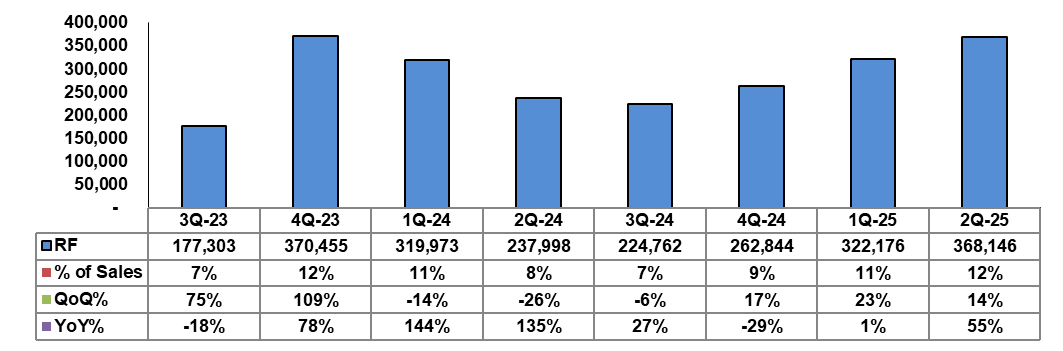 400,000
350,000
300,000
250,000
200,000
150,000
100,000
50,000
-
3Q-23 4Q-23 1Q-24 2Q-24 3Q-24 4Q-24 1Q-25 2Q-25
RF 177,303 370,455 319,973 237,998 224,762 262,844 322,176 368,146
% of Sales 7% 12% 11% 8% 7% 9% 11% 12%
QoQ% 75% 109% -14% -26% -6% 17% 23% 14%
YoY% -18% 78% 144% 135% 27% -29% 1% 55%